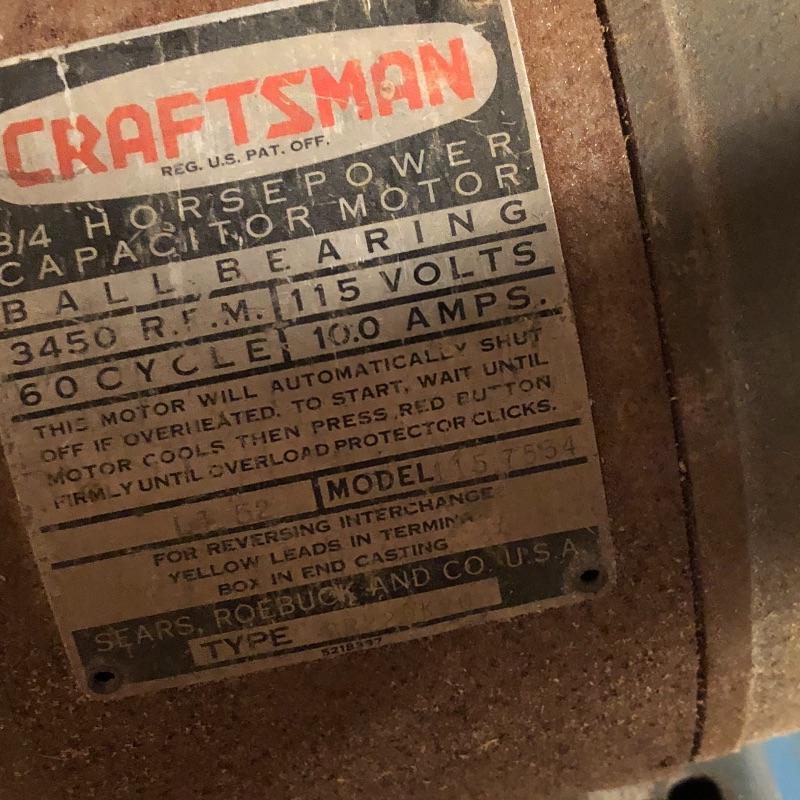 CRAFTSMAN
REG. U.S. PAT. OFF.
3/4 HORSEPOWER
CAPACITOR MOTOR
BALL BEARING
3450 R.P.M. 115 VOLTS
60 CYCLE 10.0 AMPS.
THIS MOTOR WILL AUTOMATICALLY SHUT
OFF IF OVERHEATED. TO START, WAIT UNTIL
MOTOR COOLS THEN PRESS RED BUTTON
FIRMLY UNTIL OVERLOAD PROTECTOR CLICKS.
MODEL
FOR REVERSING INTERCHANGE
YELLOW LEADS IN TERMINAL
BOX IN END CASTING
SEARS, ROEBUCK AND CO. U.S.A.
TYPE
5218337